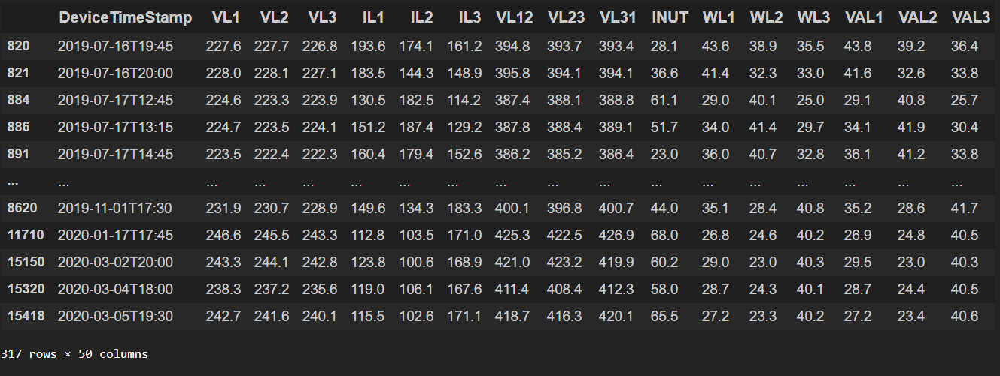 DeviceTimeStamp VL1 VL2 VL3 IL1 IL2 IL3 VL12 VL23 VL31 INUT WL1 WL2 WL3 VAL1 VAL2 VAL3
820 2019-07-16T19:45 227.6 227.7 226.8 193.6 174.1 161.2 394.8 393.7 393.4 28.1 43.6 38.9 35.5 43.8 39.2 36.4
821 2019-07-16T20:00 228.0 228.1 227.1 183.5 144.3 148.9 395.8 394.1 394.1 36.6 41.4 32.3 33.0 41.6 32.6 33.8
884 2019-07-17T12:45 224.6 223.3 223.9 130.5 182.5 114.2 387.4 388.1 388.8 61.1 29.0 40.1 25.0 29.1 40.8 25.7
886 2019-07-17T13:15 224.7 223.5 224.1 151.2 187.4 129.2 387.8 388.4 389.1 51.7 34.0 41.4 29.7 34.1 41.9 30.4
891 2019-07-17T14:45 223.5 222.4 222.3 160.4 179.4 152.6 386.2 385.2 386.4 23.0 36.0 40.7 32.8 36.1 41.2 33.8
... ... ... ... ... ... ... ... ... ... ... ... ... ... ... ... ... ...
8620 2019-11-01T17:30 231.9 230.7 228.9 149.6 134.3 183.3 400.1 396.8 400.7 44.0 35.1 28.4 40.8 35.2 28.6 41.7
11710 2020-01-17T17:45 246.6 245.5 243.3 112.8 103.5 171.0 425.3 422.5 426.9 68.0 26.8 24.6 40.2 26.9 24.8 40.5
15150 2020-03-02T20:00 243.3 244.1 242.8 123.8 100.6 168.9 421.0 423.2 419.9 60.2 29.0 23.0 40.3 29.5 23.0 40.3
15320 2020-03-04T18:00 238.3 237.2 235.6 119.0 106.1 167.6 411.4 408.4 412.3 58.0 28.7 24.3 40.1 28.7 24.4 40.5
15418 2020-03-05T19:30 242.7 241.6 240.1 115.5 102.6 171.1 418.7 416.3 420.1 65.5 27.2 23.3 40.2 27.2 23.4 40.6
317 rows × 50 columns